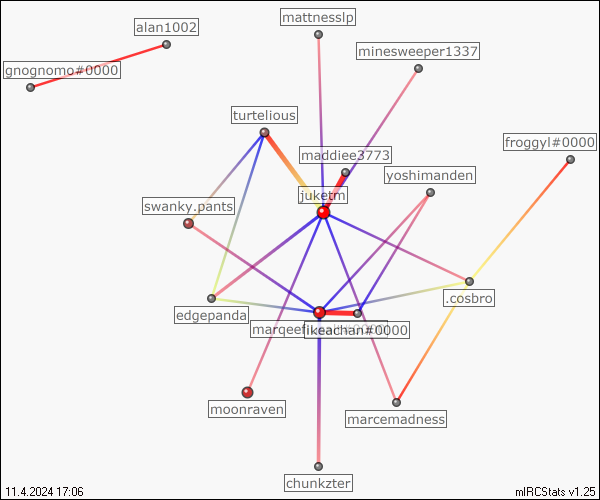 mattnesslp
alan1002
minesweeper1337
gnognomo#0000
turtelious
froggyl#0000
maddiee3773
yoshimanden
juketm
swanky.pants
.cosbro
edgepanda
ikeachan#0000
moonraven
marcemadness
chunkzter
11.4.2024 17:06
mIRCStats v1.25